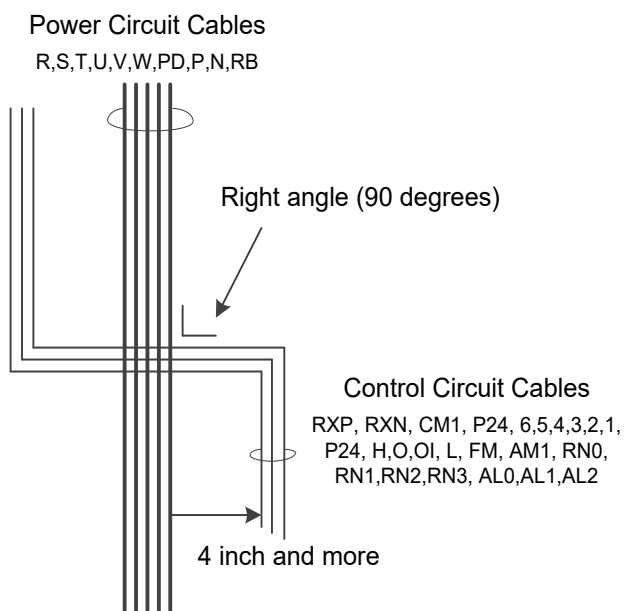 Power Circuit Cables
R,S,T,U,V,W,PD,P,N,RB
Right angle (90 degrees)
Control Circuit Cables
RXP, RXN, CM1, P24, 6,5,4,3,2,1,
P24, H,O,OI, L, FM, AM1, RN0,
RN1,RN2,RN3, AL0,AL1,AL2
4 inch and more